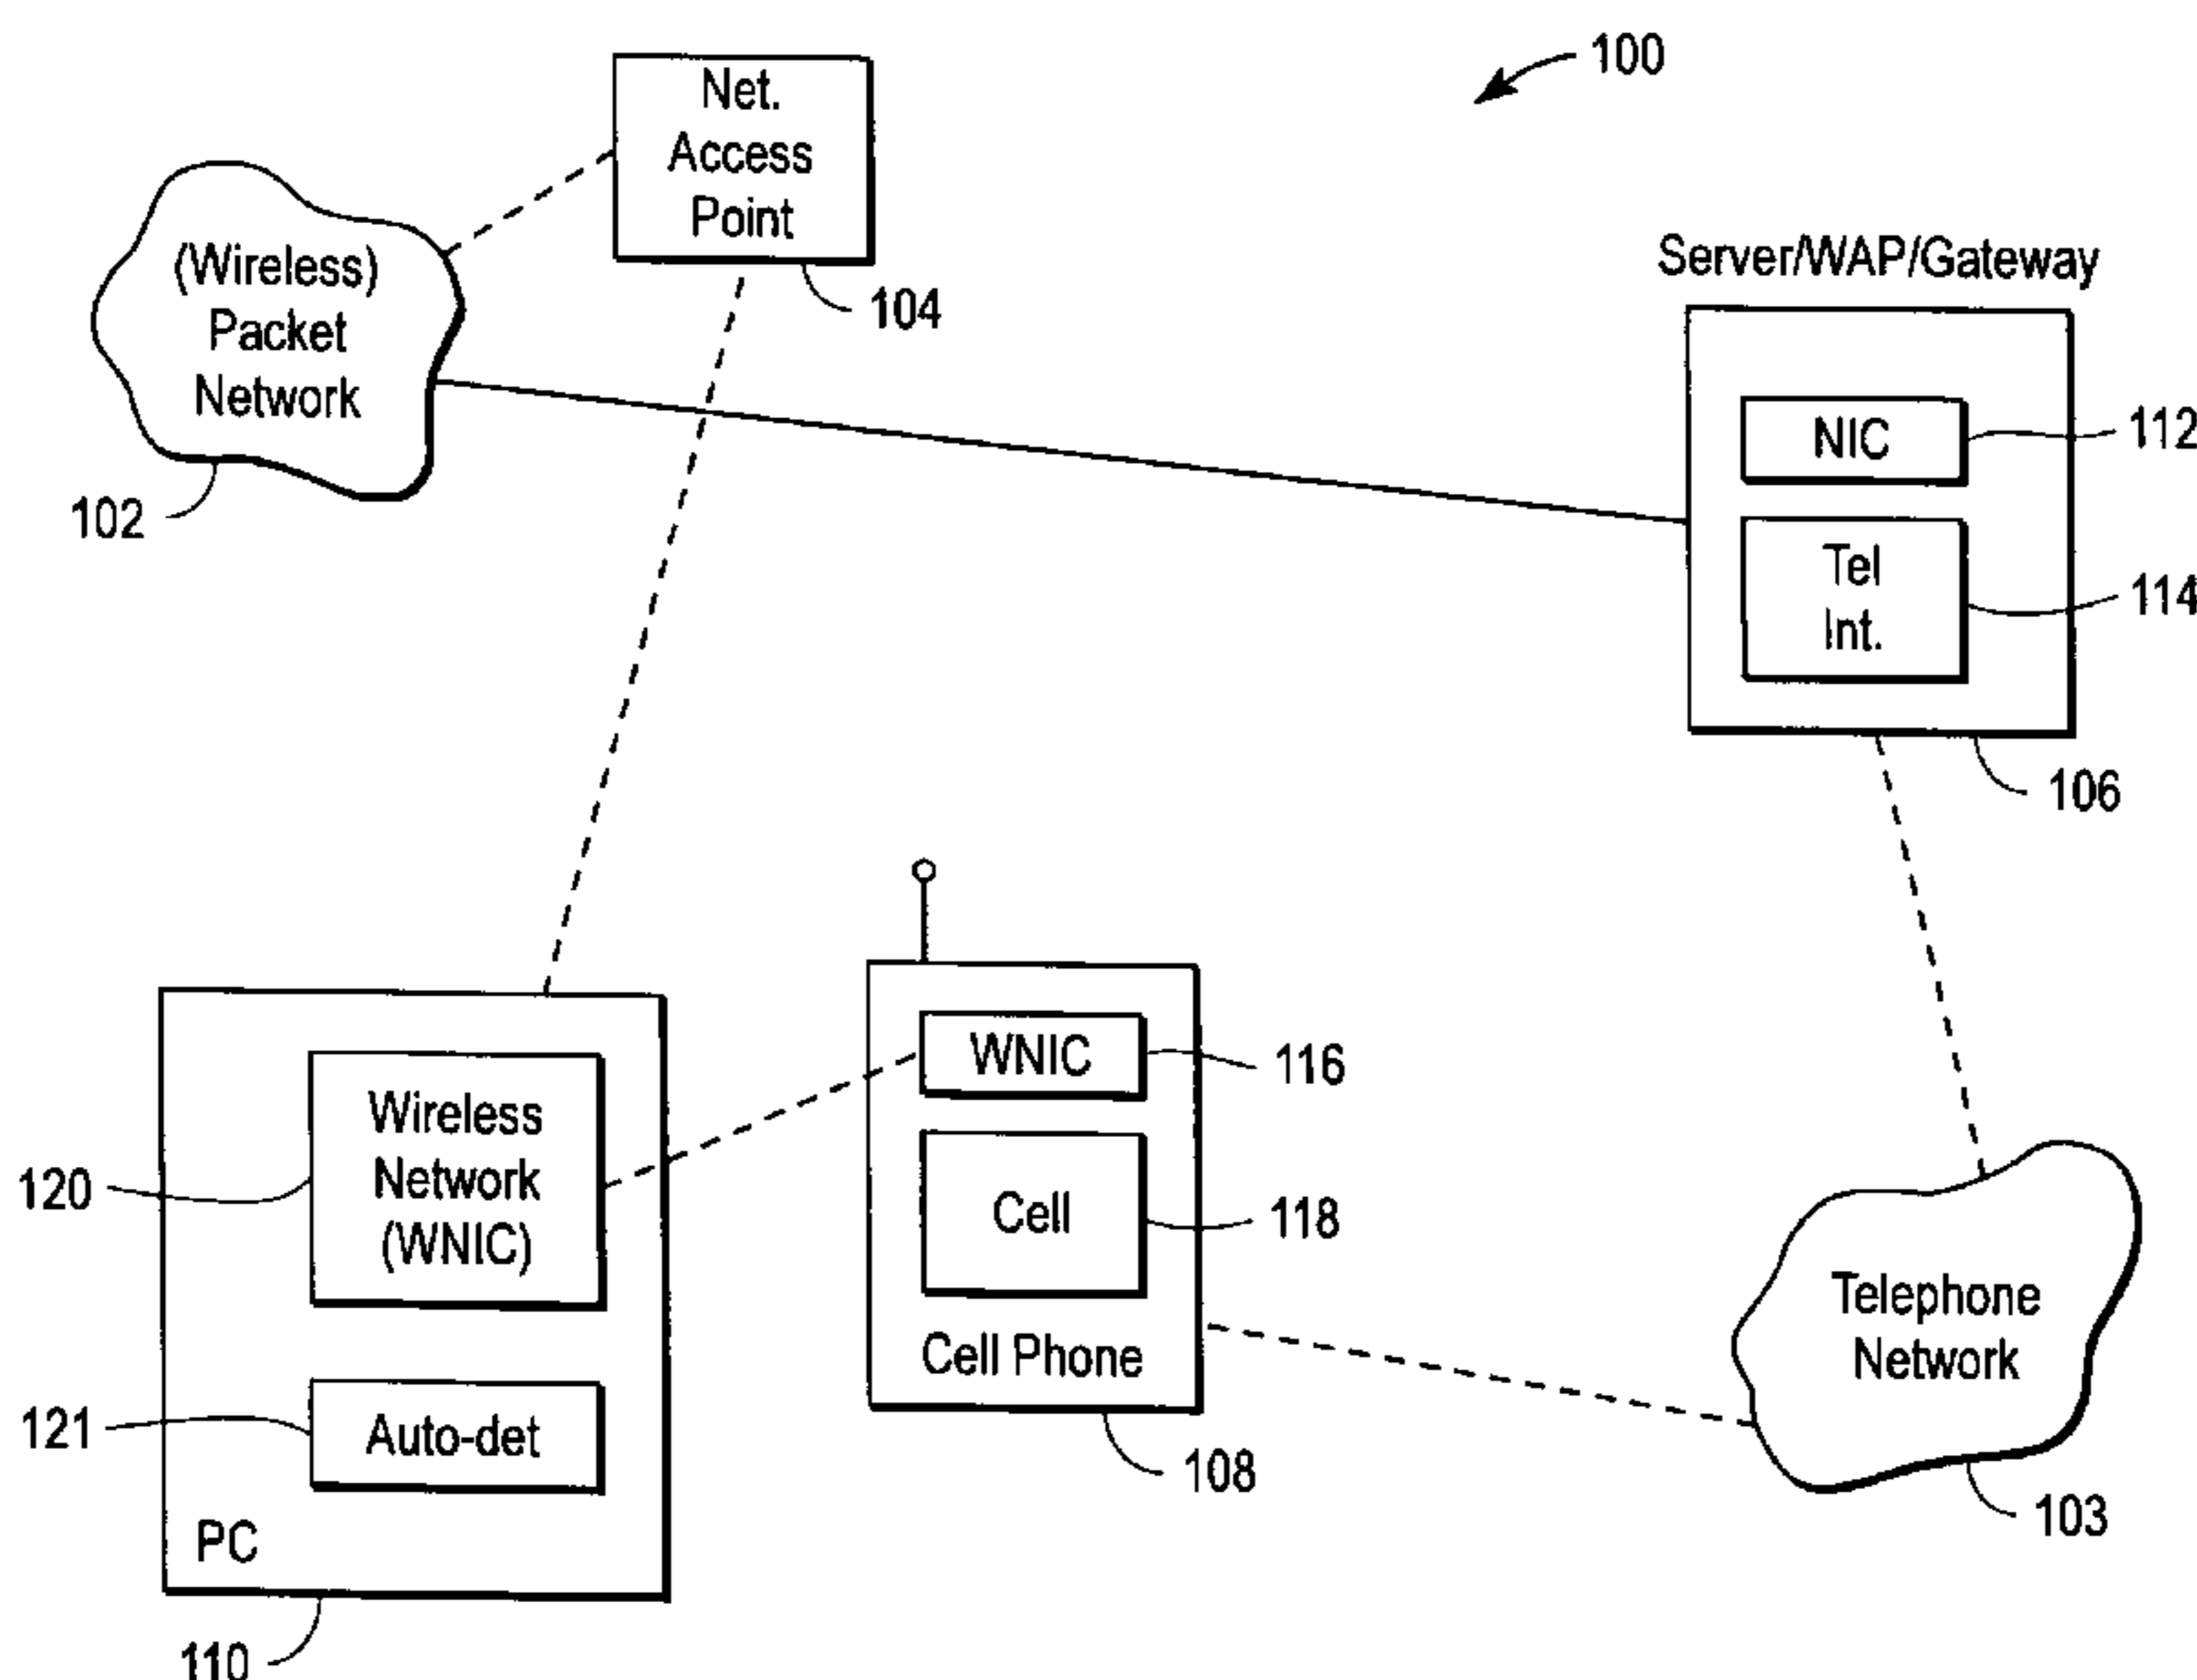 100
Net.
Access
Point
104
(Wireless)
Packet
Network
102
Server/WAP/Gateway
NIC
112
Tel
Int.
114
106
WNIC
116
Cell
118
Cell Phone
108
Wireless
Network
(WNIC)
120
Auto-det
121
PC
110
Telephone
Network
103